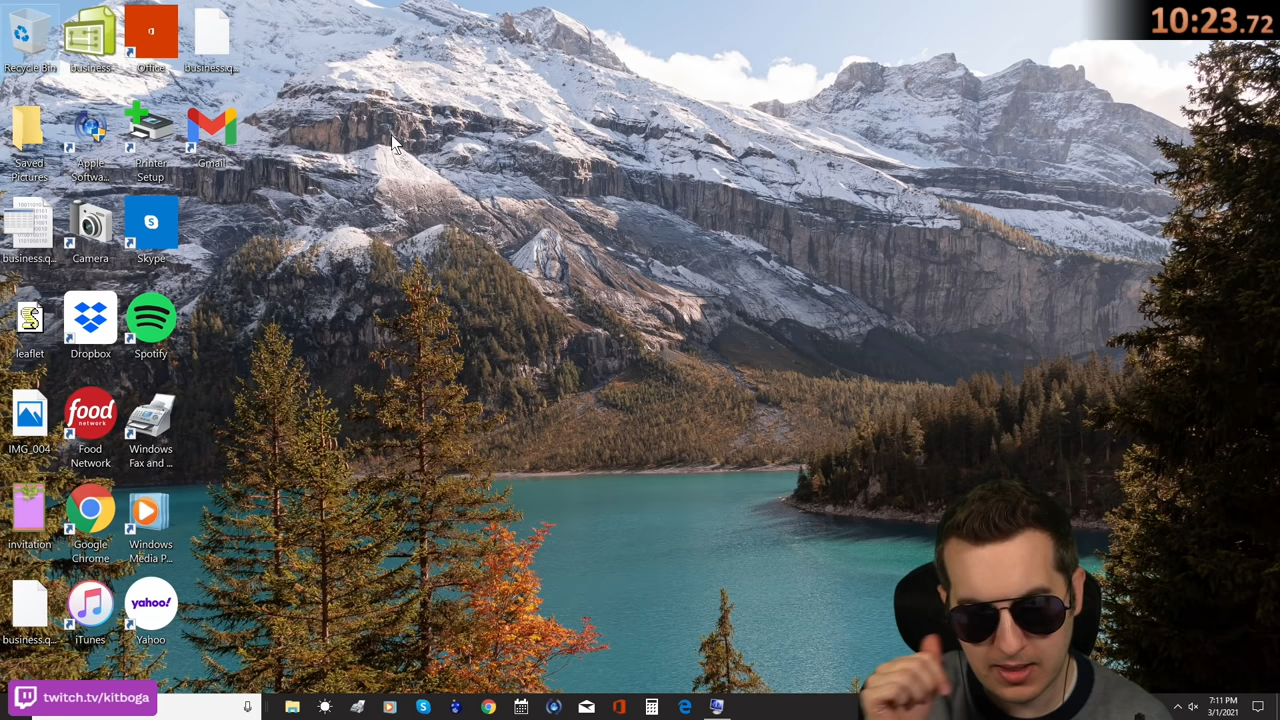 10:23.72
Recycle Bin
business
Office
business.q...
Saved
Pictures
Apple
Softwa...
Printer
Setup
Gmail
business.q...
Camera
Skype
leaflet
Dropbox
Spotify
IMG_004
food
network
Food
Network
Windows
Fax and ...
invitation
Google
Chrome
Windows
Media P...
business.q...
iTunes
yahoo!
Yahoo
twitch.tv/kitboga
7:11 PM
3/1/2021